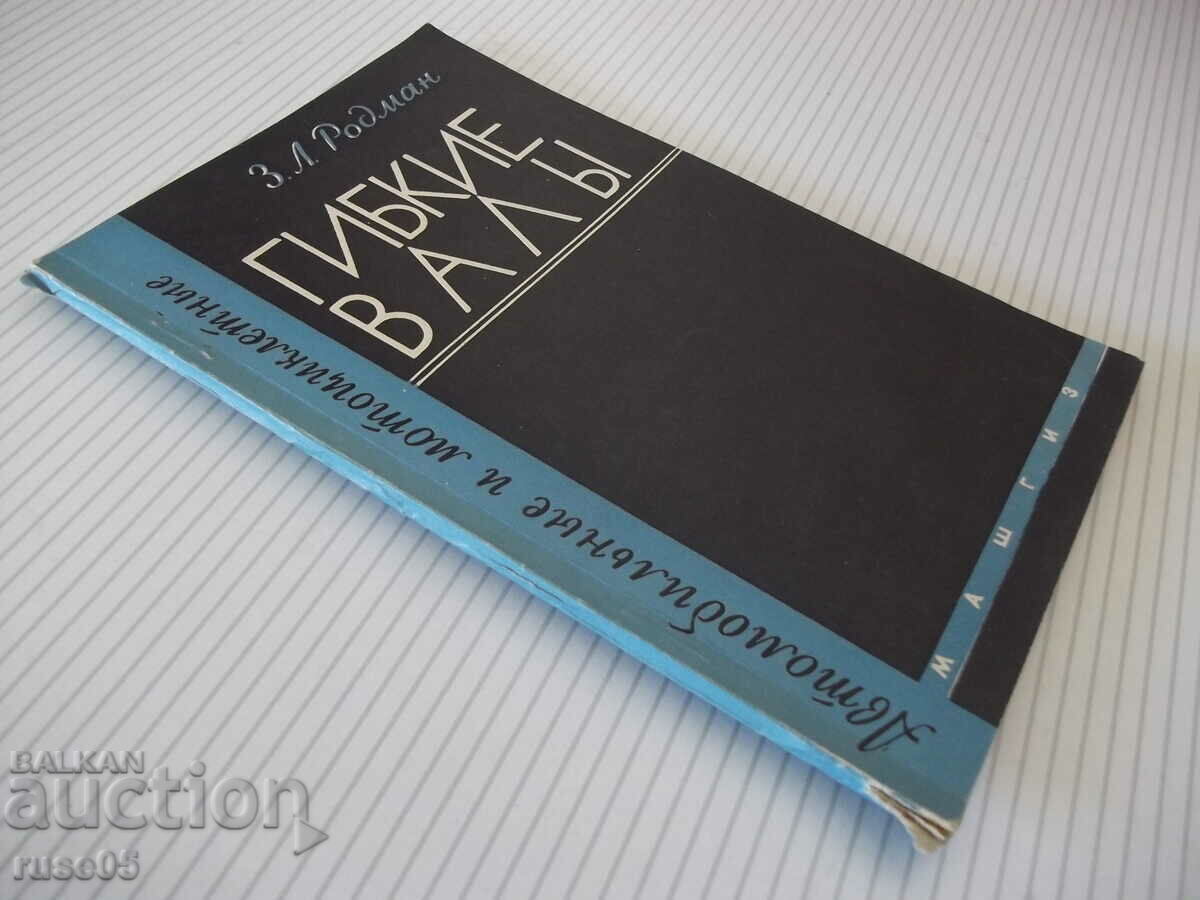 З. Л. Родман
ГИБКИЕ
ВАЛЫ
Автомобильные и мотоциклетные
МАШГИЗ
BALKAN
auction
ruse05